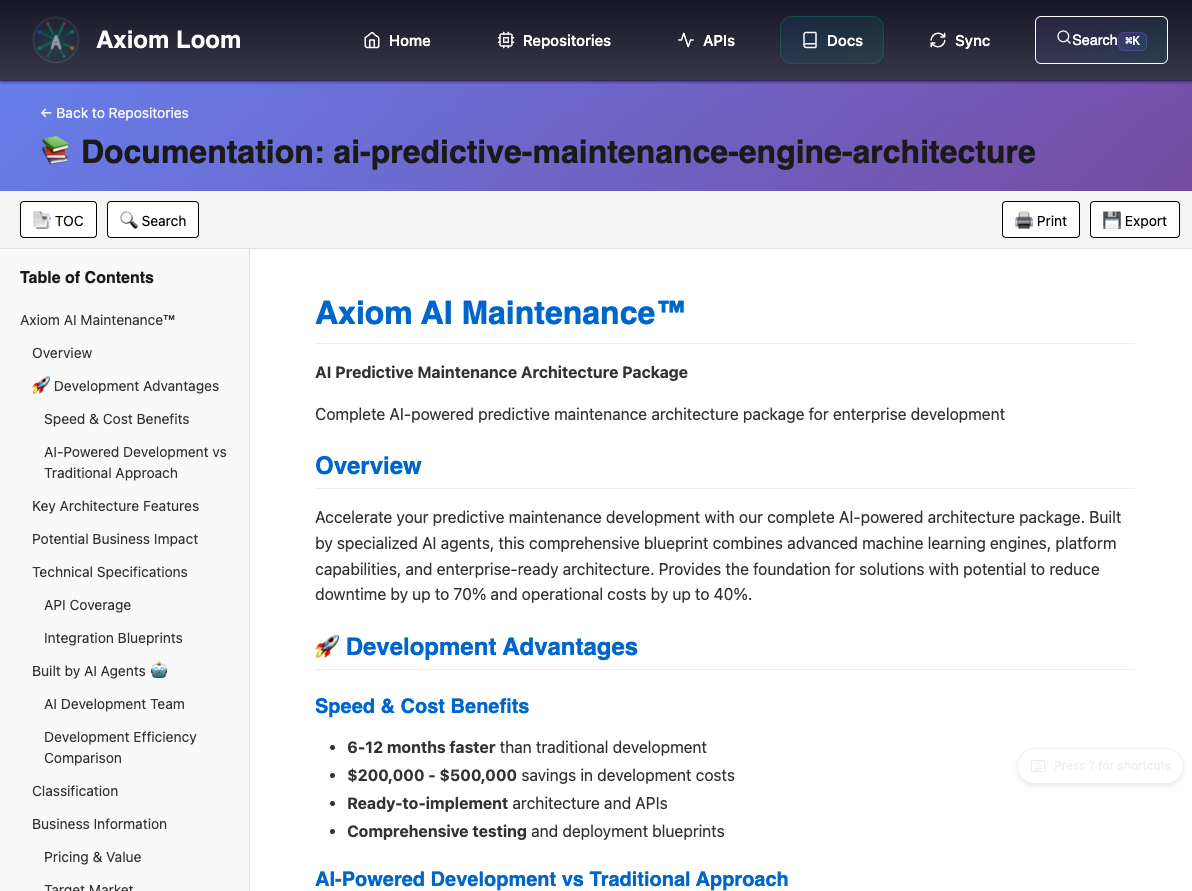 Axiom Loom
Home
Repositories
APIs
Docs
Sync
Search ⌘K
← Back to Repositories
📚 Documentation: ai-predictive-maintenance-engine-architecture
TOC
Search
Print
Export
Table of Contents
Axiom AI Maintenance™
Overview
🚀 Development Advantages
Speed & Cost Benefits
AI-Powered Development vs
Traditional Approach
Key Architecture Features
Potential Business Impact
Technical Specifications
API Coverage
Integration Blueprints
Built by AI Agents 🤖
AI Development Team
Development Efficiency
Comparison
Classification
Business Information
Pricing & Value
Target Market
Axiom AI Maintenance™
AI Predictive Maintenance Architecture Package
Complete AI-powered predictive maintenance architecture package for enterprise development
Overview
Accelerate your predictive maintenance development with our complete AI-powered architecture package. Built
by specialized AI agents, this comprehensive blueprint combines advanced machine learning engines, platform
capabilities, and enterprise-ready architecture. Provides the foundation for solutions with potential to reduce
downtime by up to 70% and operational costs by up to 40%.
🚀 Development Advantages
Speed & Cost Benefits
• 6-12 months faster than traditional development
• $200,000 - $500,000 savings in development costs
• Ready-to-implement architecture and APIs
• Comprehensive testing and deployment blueprints
Press ? for shortcuts
AI-Powered Development vs Traditional Approach